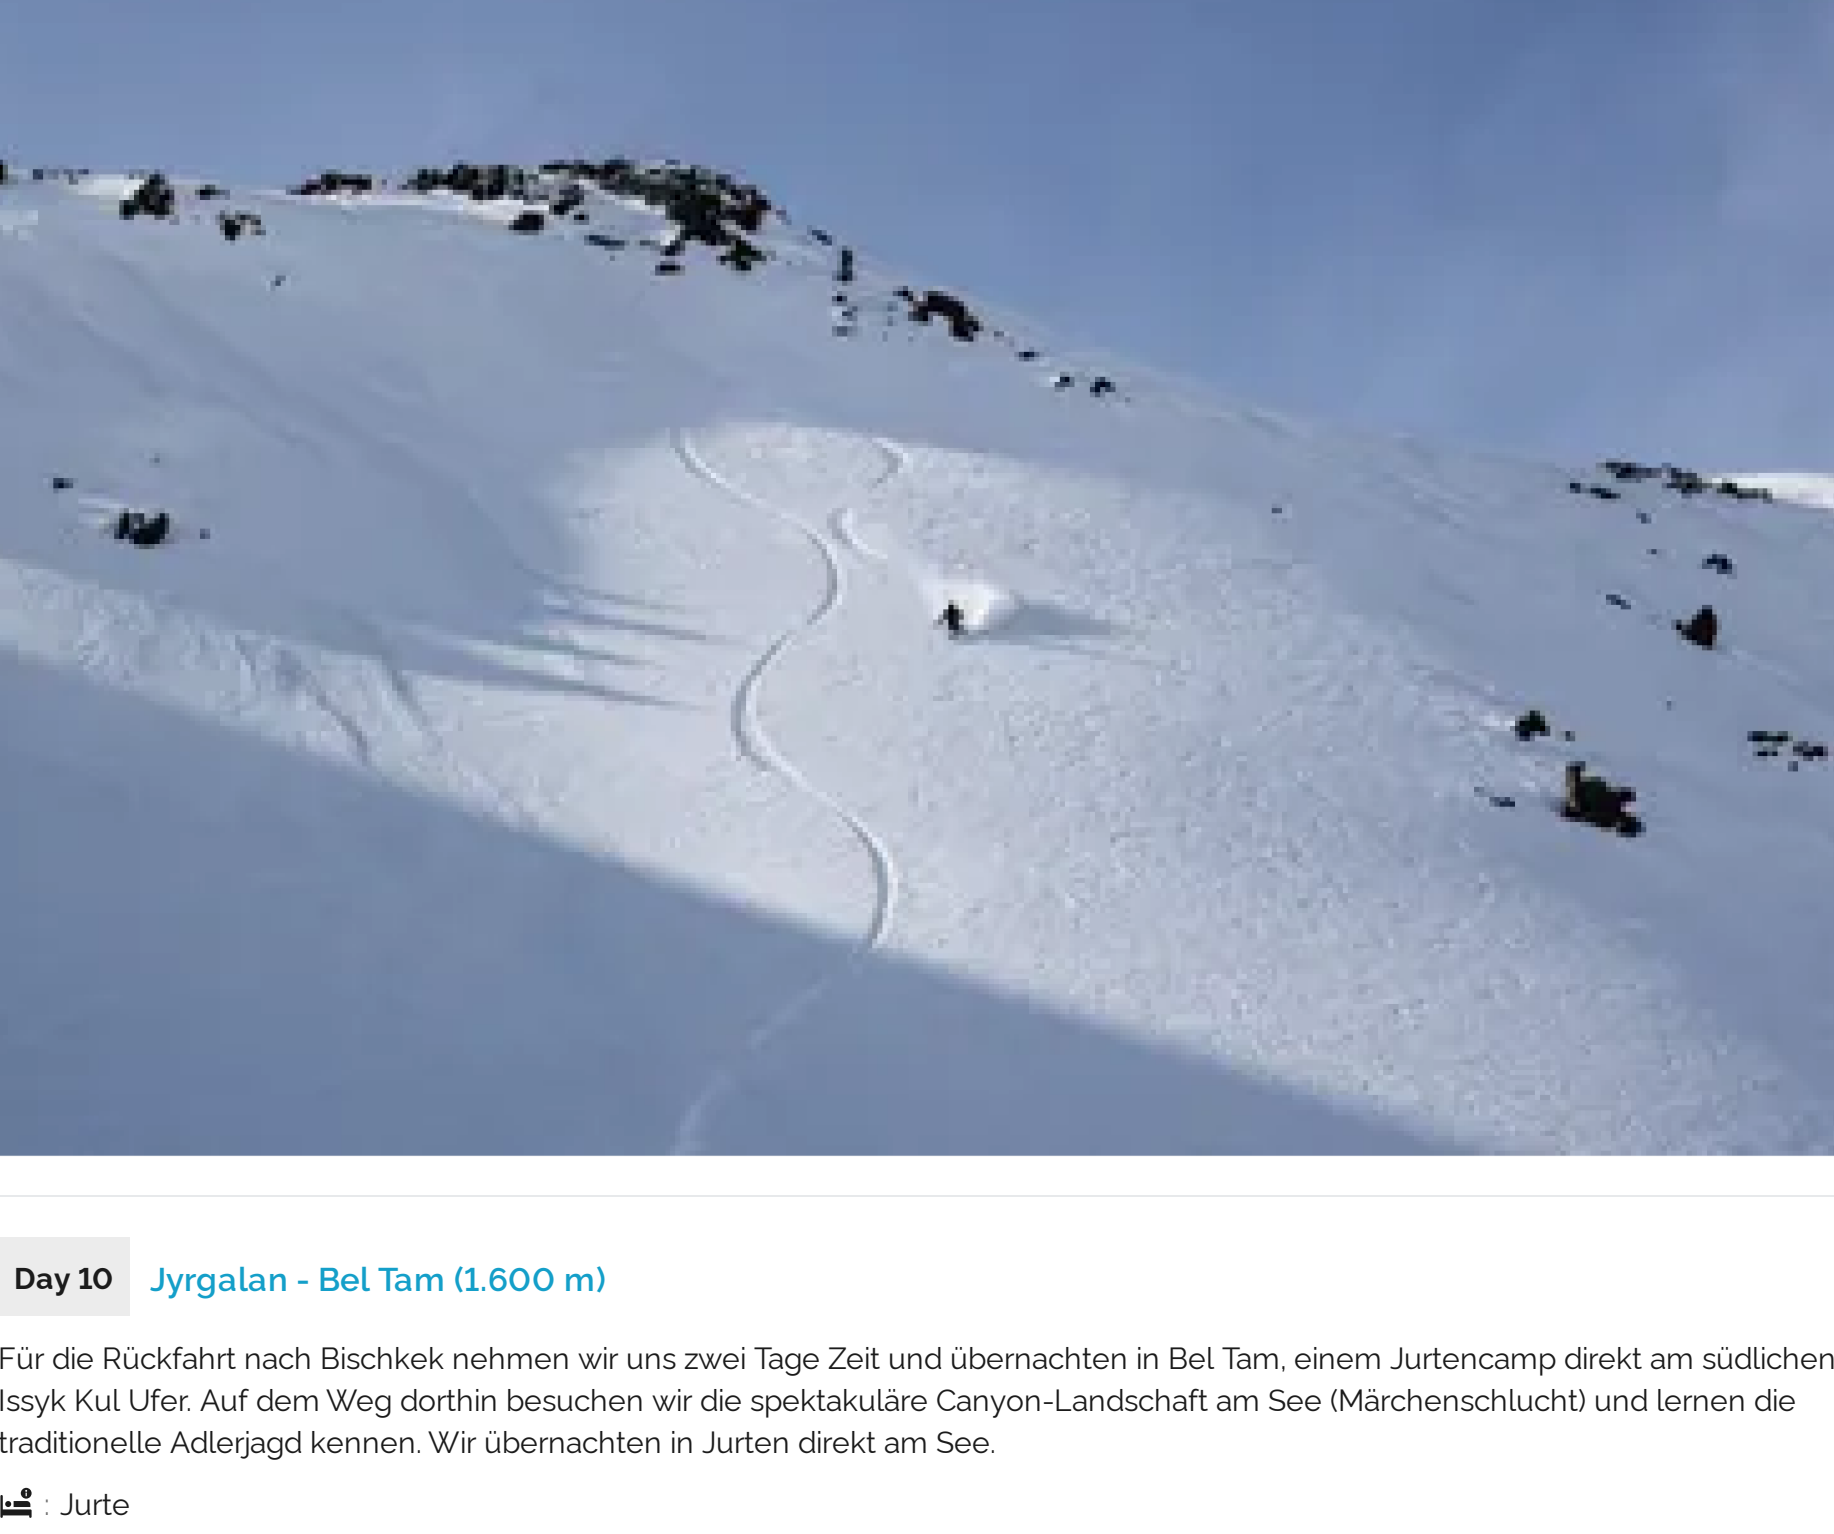 Day 10 Jyrgalan - Bel Tam (1.600 m)
Für die Rückfahrt nach Bischkek nehmen wir uns zwei Tage Zeit und übernachten in Bel Tam, einem Jurtencamp direkt am südlichen
Issyk Kul Ufer. Auf dem Weg dorthin besuchen wir die spektakuläre Canyon-Landschaft am See (Märchenschlucht) und lernen die
traditionelle Adlerjagd kennen. Wir übernachten in Jurten direkt am See.
: Jurte